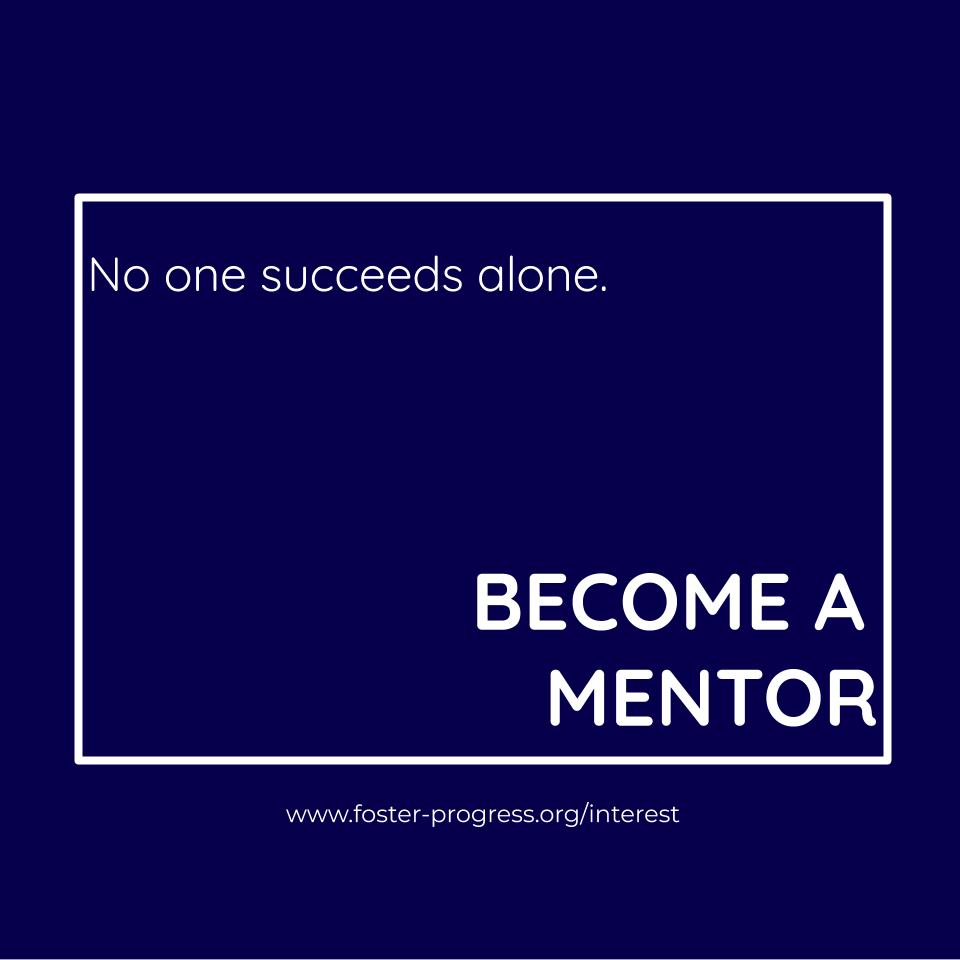 No one succeeds alone.
BECOME A
MENTOR
www.foster-progress.org/interest